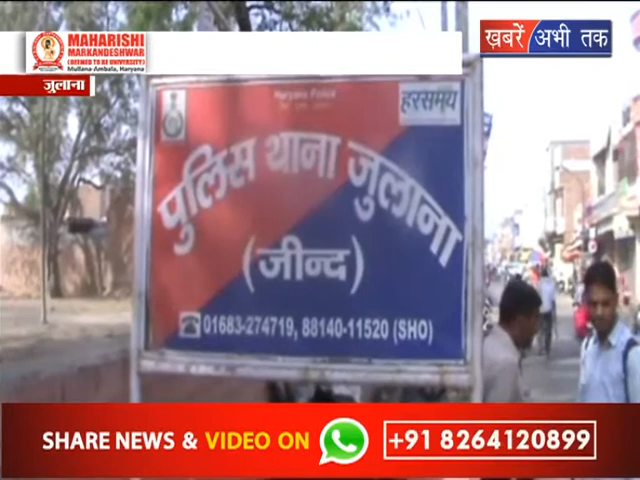 MAHARISHI
MARKANDESHWAR
(DEEMED TO BE UNIVERSITY)
Mullana-Ambala, Haryana
ख़बरें अभी तक
जुलाना
Haryana Police
हरसमय
पुलिस थाना जुलाना
(जीन्द)
01683-274719, 88140-11520 (SHO)
SHARE NEWS & VIDEO ON
+91 8264120899